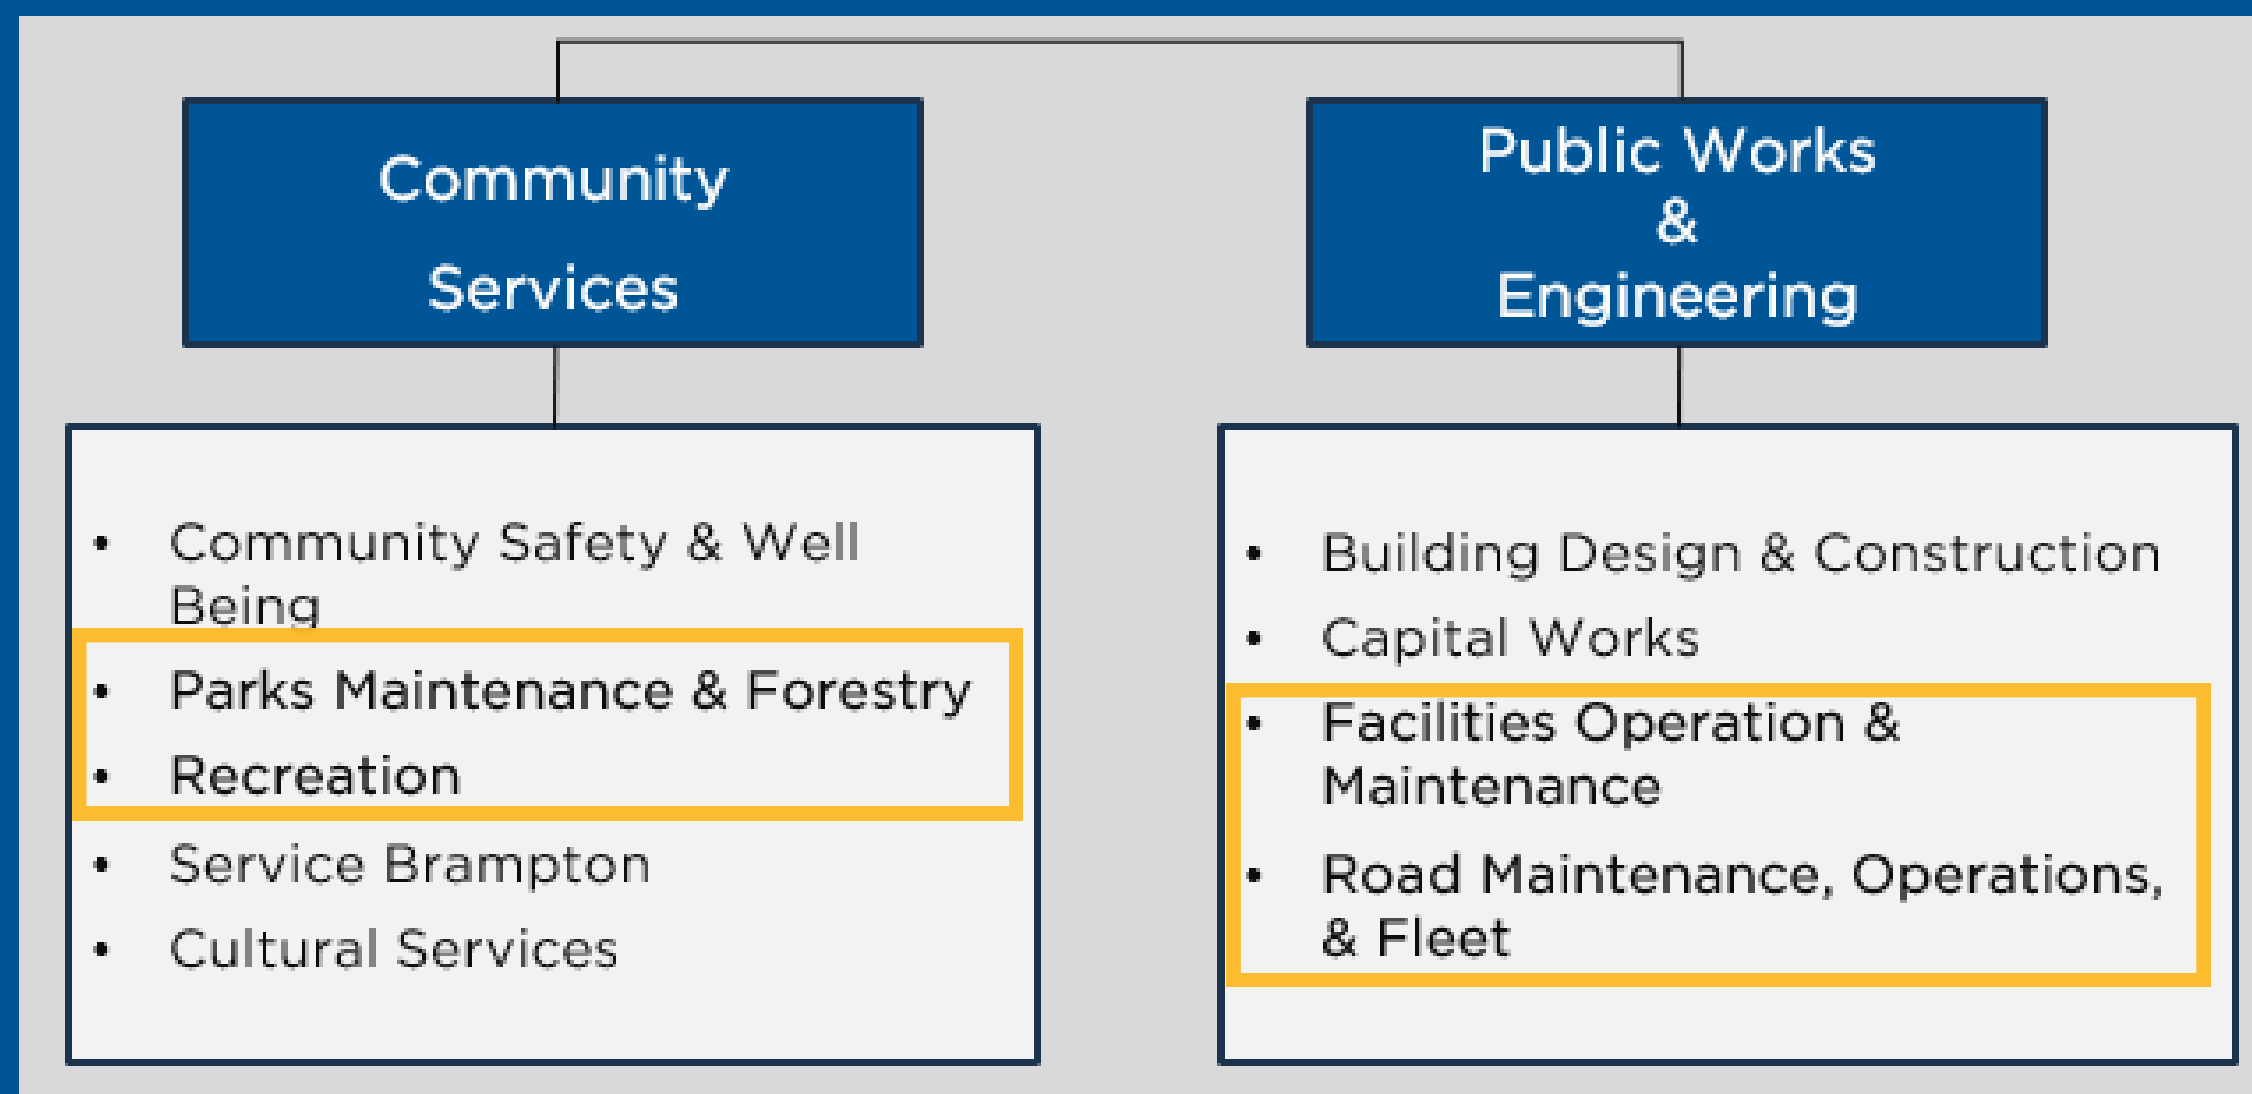 Community
Services
• Community Safety & Well
Being
• Parks Maintenance & Forestry
• Recreation
• Service Brampton
• Cultural Services
Public Works
&
Engineering
• Building Design & Construction
• Capital Works
• Facilities Operation &
Maintenance
• Road Maintenance, Operations,
& Fleet